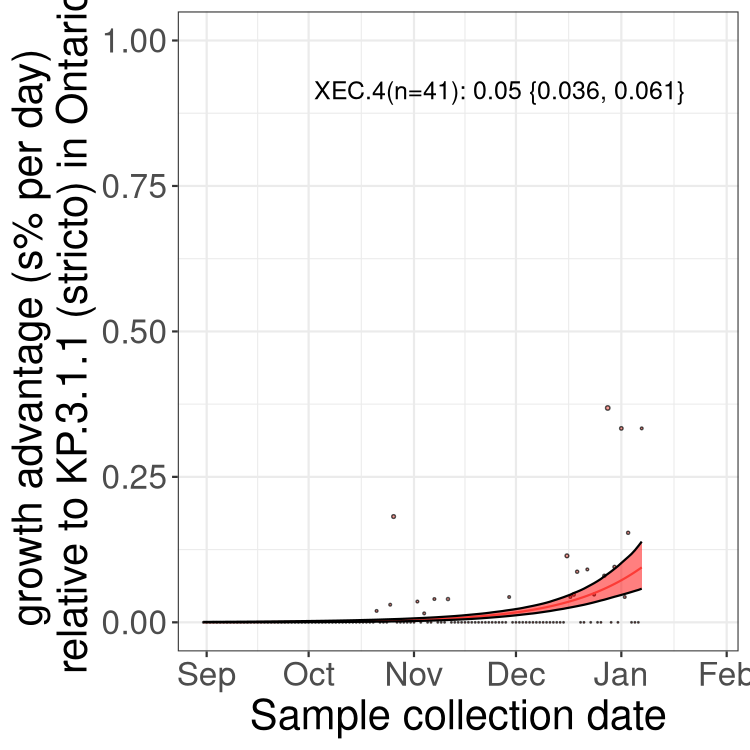 growth advantage (s% per day)
relative to KP.3.1.1 (stricto) in Ontario
1.00
0.75
0.50
0.25
0.00
XEC.4(n=41): 0.05 {0.036, 0.061}
Sep Oct Nov Dec Jan Feb
Sample collection date